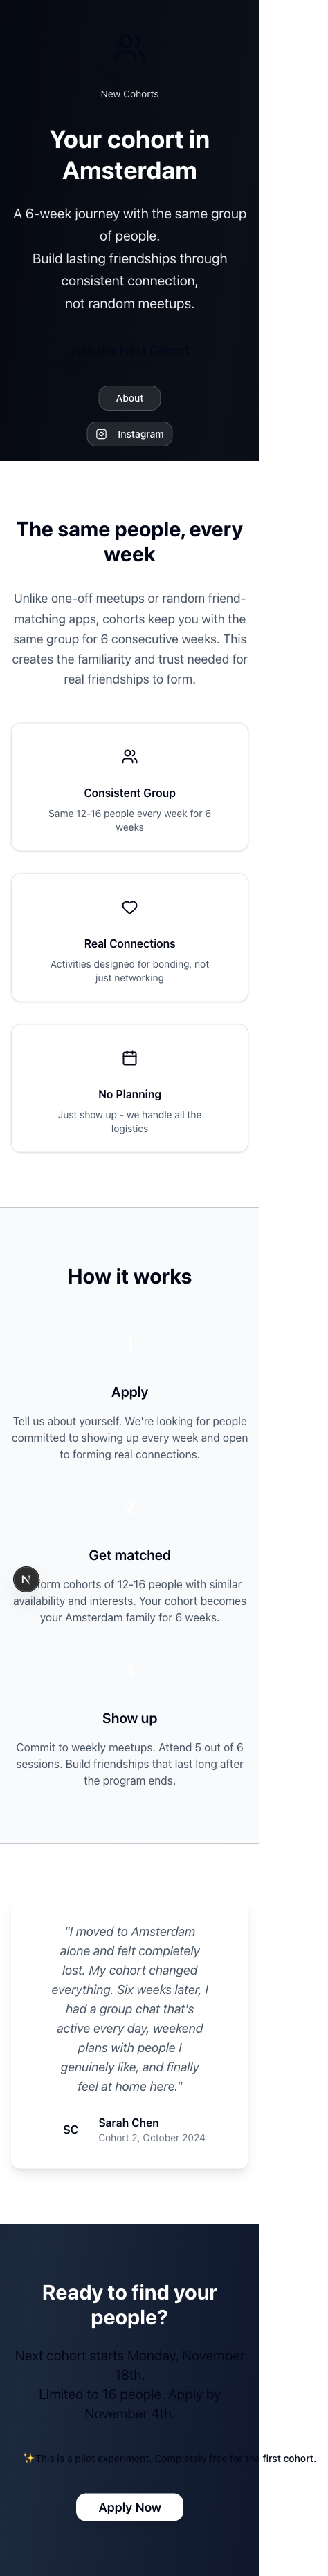 New Cohorts
Your cohort in
Amsterdam
A 6-week journey with the same group
of people.
Build lasting friendships through
consistent connection,
not random meetups.
Join the Next Cohort
About
Instagram
The same people, every
week
Unlike one-off meetups or random friend-
matching apps, cohorts keep you with the
same group for 6 consecutive weeks. This
creates the familiarity and trust needed for
real friendships to form.
Consistent Group
Same 12-16 people every week for 6
weeks
Real Connections
Activities designed for bonding, not
just networking
No Planning
Just show up - we handle all the
logistics
How it works
1
Apply
Tell us about yourself. We're looking for people
committed to showing up every week and open
to forming real connections.
2
Get matched
form cohorts of 12-16 people with similar
availability and interests. Your cohort becomes
your Amsterdam family for 6 weeks.
N
3
Show up
Commit to weekly meetups. Attend 5 out of 6
sessions. Build friendships that last long after
the program ends.
"I moved to Amsterdam
alone and felt completely
lost. My cohort changed
everything. Six weeks later, I
had a group chat that's
active every day, weekend
plans with people I
genuinely like, and finally
feel at home here."
SC
Sarah Chen
Cohort 2, October 2024
Ready to find your
people?
Next cohort starts Monday, November
18th.
Limited to 16 people. Apply by
November 4th.
✨This is a pilot experiment. Completely free for the first cohort.
Apply Now